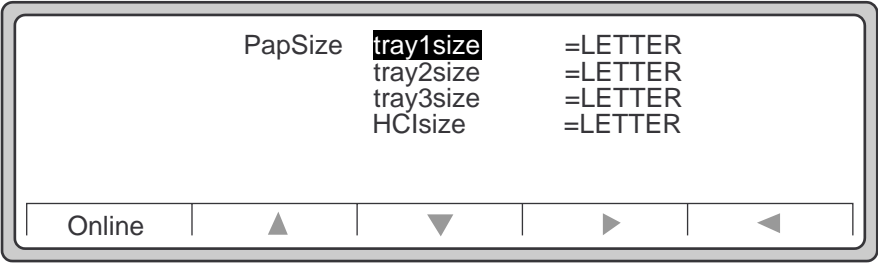 PapSize tray1size =LETTER
tray2size =LETTER
tray3size =LETTER
HCIsize =LETTER
Online